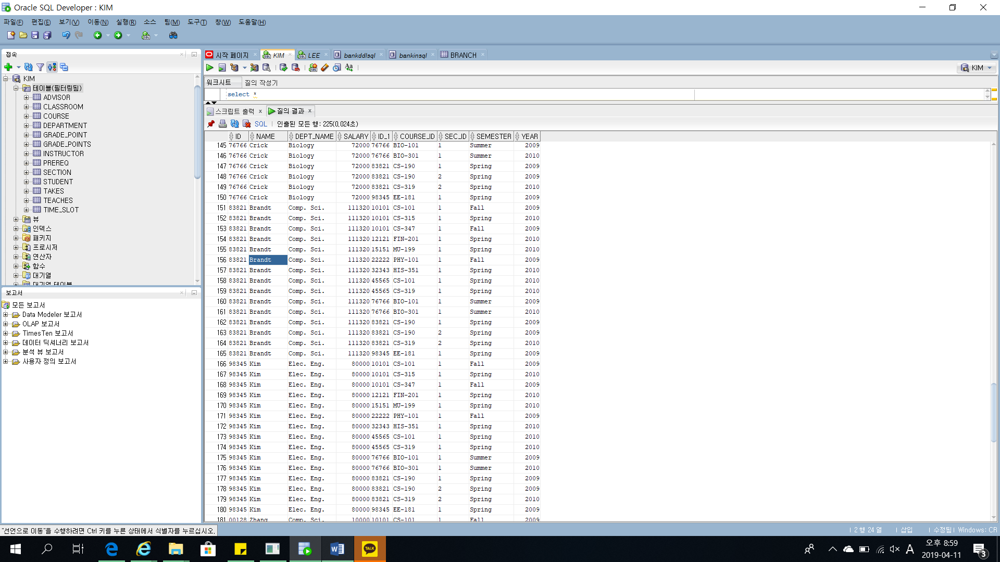 Oracle SQL Developer : KIM
파일(F) 편집(E) 보기(V) 이동(N) 실행(R) 소스 팀(M) 도구(T) 창(W) 도움말(H)
접속
KIM
테이블(필터링됨)
ADVISOR
CLASSROOM
COURSE
DEPARTMENT
GRADE_POINT
GRADE_POINTS
INSTRUCTOR
PREREQ
SECTION
STUDENT
TAKES
TEACHES
TIME_SLOT
뷰
인덱스
패키지
프로시저
연산자
함수
대기열
대기열 테이블
보고서
모든 보고서
Data Modeler 보고서
OLAP 보고서
TimesTen 보고서
데이터 딕셔너리 보고서
분석 뷰 보고서
사용자 정의 보고서
시작 페이지 KIM LEE bankddlsql bankinsql BRANCH
KIM
워크시트 질의 작성기
select *
스크립트 출력 질의 결과
SQL 인출된 모든 행: 225(0,024초)
ID NAME DEPT_NAME SALARY ID_1 COURSE_ID SEC_ID SEMESTER YEAR
145 76766 Crick Biology 72000 76766 BIO-101 1 Summer 2009
146 76766 Crick Biology 72000 76766 BIO-301 1 Summer 2010
147 76766 Crick Biology 72000 83821 CS-190 1 Spring 2009
148 76766 Crick Biology 72000 83821 CS-190 2 Spring 2009
149 76766 Crick Biology 72000 83821 CS-319 2 Spring 2010
150 76766 Crick Biology 72000 98345 EE-181 1 Spring 2009
151 83821 Brandt Comp. Sci. 111320 10101 CS-101 1 Fall 2009
152 83821 Brandt Comp. Sci. 111320 10101 CS-315 1 Spring 2010
153 83821 Brandt Comp. Sci. 111320 10101 CS-347 1 Fall 2009
154 83821 Brandt Comp. Sci. 111320 12121 FIN-201 1 Spring 2010
155 83821 Brandt Comp. Sci. 111320 15151 MU-199 1 Spring 2010
156 83821 Brandt Comp. Sci. 111320 22222 PHY-101 1 Fall 2009
157 83821 Brandt Comp. Sci. 111320 32343 HIS-351 1 Spring 2010
158 83821 Brandt Comp. Sci. 111320 45565 CS-101 1 Spring 2010
159 83821 Brandt Comp. Sci. 111320 45565 CS-319 1 Spring 2010
160 83821 Brandt Comp. Sci. 111320 76766 BIO-101 1 Summer 2009
161 83821 Brandt Comp. Sci. 111320 76766 BIO-301 1 Summer 2010
162 83821 Brandt Comp. Sci. 111320 83821 CS-190 1 Spring 2009
163 83821 Brandt Comp. Sci. 111320 83821 CS-190 2 Spring 2009
164 83821 Brandt Comp. Sci. 111320 83821 CS-319 2 Spring 2010
165 83821 Brandt Comp. Sci. 111320 98345 EE-181 1 Spring 2009
166 98345 Kim Elec. Eng. 80000 10101 CS-101 1 Fall 2009
167 98345 Kim Elec. Eng. 80000 10101 CS-315 1 Spring 2010
168 98345 Kim Elec. Eng. 80000 10101 CS-347 1 Fall 2009
169 98345 Kim Elec. Eng. 80000 12121 FIN-201 1 Spring 2010
170 98345 Kim Elec. Eng. 80000 15151 MU-199 1 Spring 2010
171 98345 Kim Elec. Eng. 80000 22222 PHY-101 1 Fall 2009
172 98345 Kim Elec. Eng. 80000 32343 HIS-351 1 Spring 2010
173 98345 Kim Elec. Eng. 80000 45565 CS-101 1 Spring 2010
174 98345 Kim Elec. Eng. 80000 45565 CS-319 1 Spring 2010
175 98345 Kim Elec. Eng. 80000 76766 BIO-101 1 Summer 2009
176 98345 Kim Elec. Eng. 80000 76766 BIO-301 1 Summer 2010
177 98345 Kim Elec. Eng. 80000 83821 CS-190 1 Spring 2009
178 98345 Kim Elec. Eng. 80000 83821 CS-190 2 Spring 2009
179 98345 Kim Elec. Eng. 80000 83821 CS-319 2 Spring 2010
180 98345 Kim Elec. Eng. 80000 98345 EE-181 1 Spring 2009
181 00128 Zhang Comp. Sci. 10000 10101 CS-101 1 Fall 2009
"선언으로 이동"을 수행하려면 Ctrl 키를 누른 상태에서 식별자를 누르십시오.
2 행 24 열 삽입 수정됨 Windows: CR
TALK
A
오후 8:59
2019-04-11
3